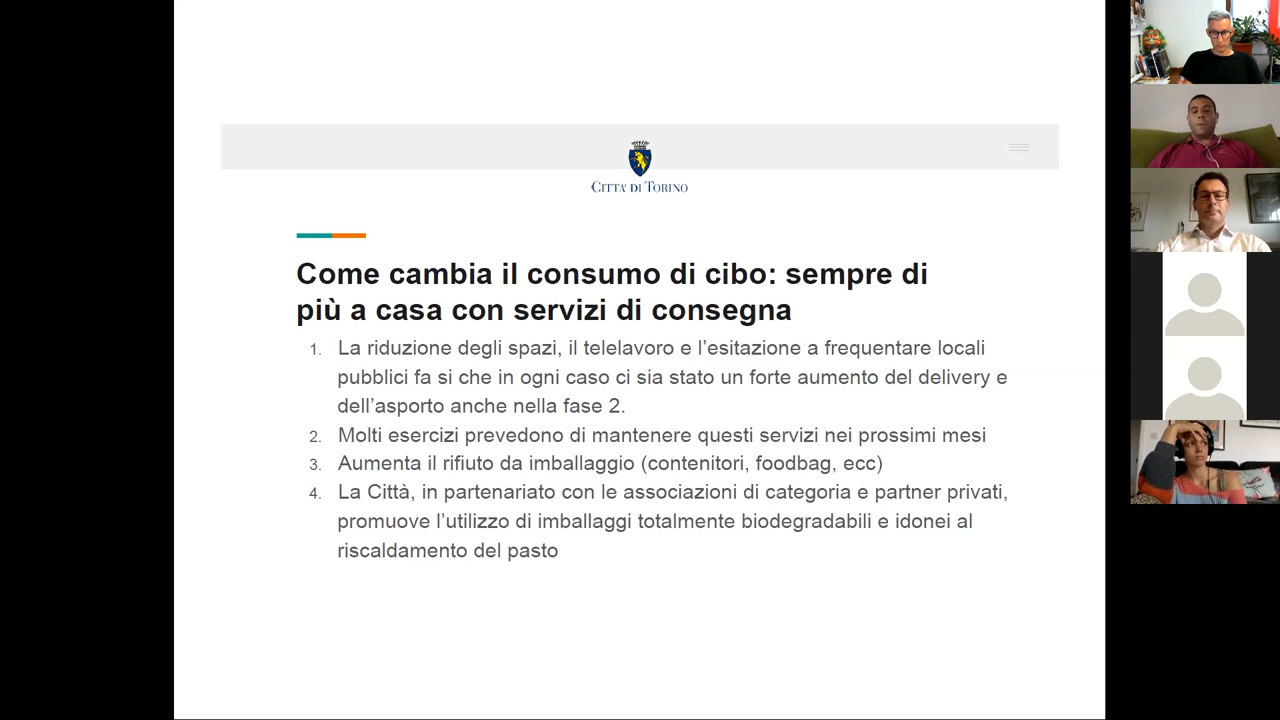 CITTA' DI TORINO
Come cambia il consumo di cibo: sempre di
più a casa con servizi di consegna
1. La riduzione degli spazi, il telelavoro e l’esitazione a frequentare locali
pubblici fa si che in ogni caso ci sia stato un forte aumento del delivery e
dell’asporto anche nella fase 2.
2. Molti esercizi prevedono di mantenere questi servizi nei prossimi mesi
3. Aumenta il rifiuto da imballaggio (contenitori, foodbag, ecc)
4. La Città, in partenariato con le associazioni di categoria e partner privati,
promuove l’utilizzo di imballaggi totalmente biodegradabili e idonei al
riscaldamento del pasto